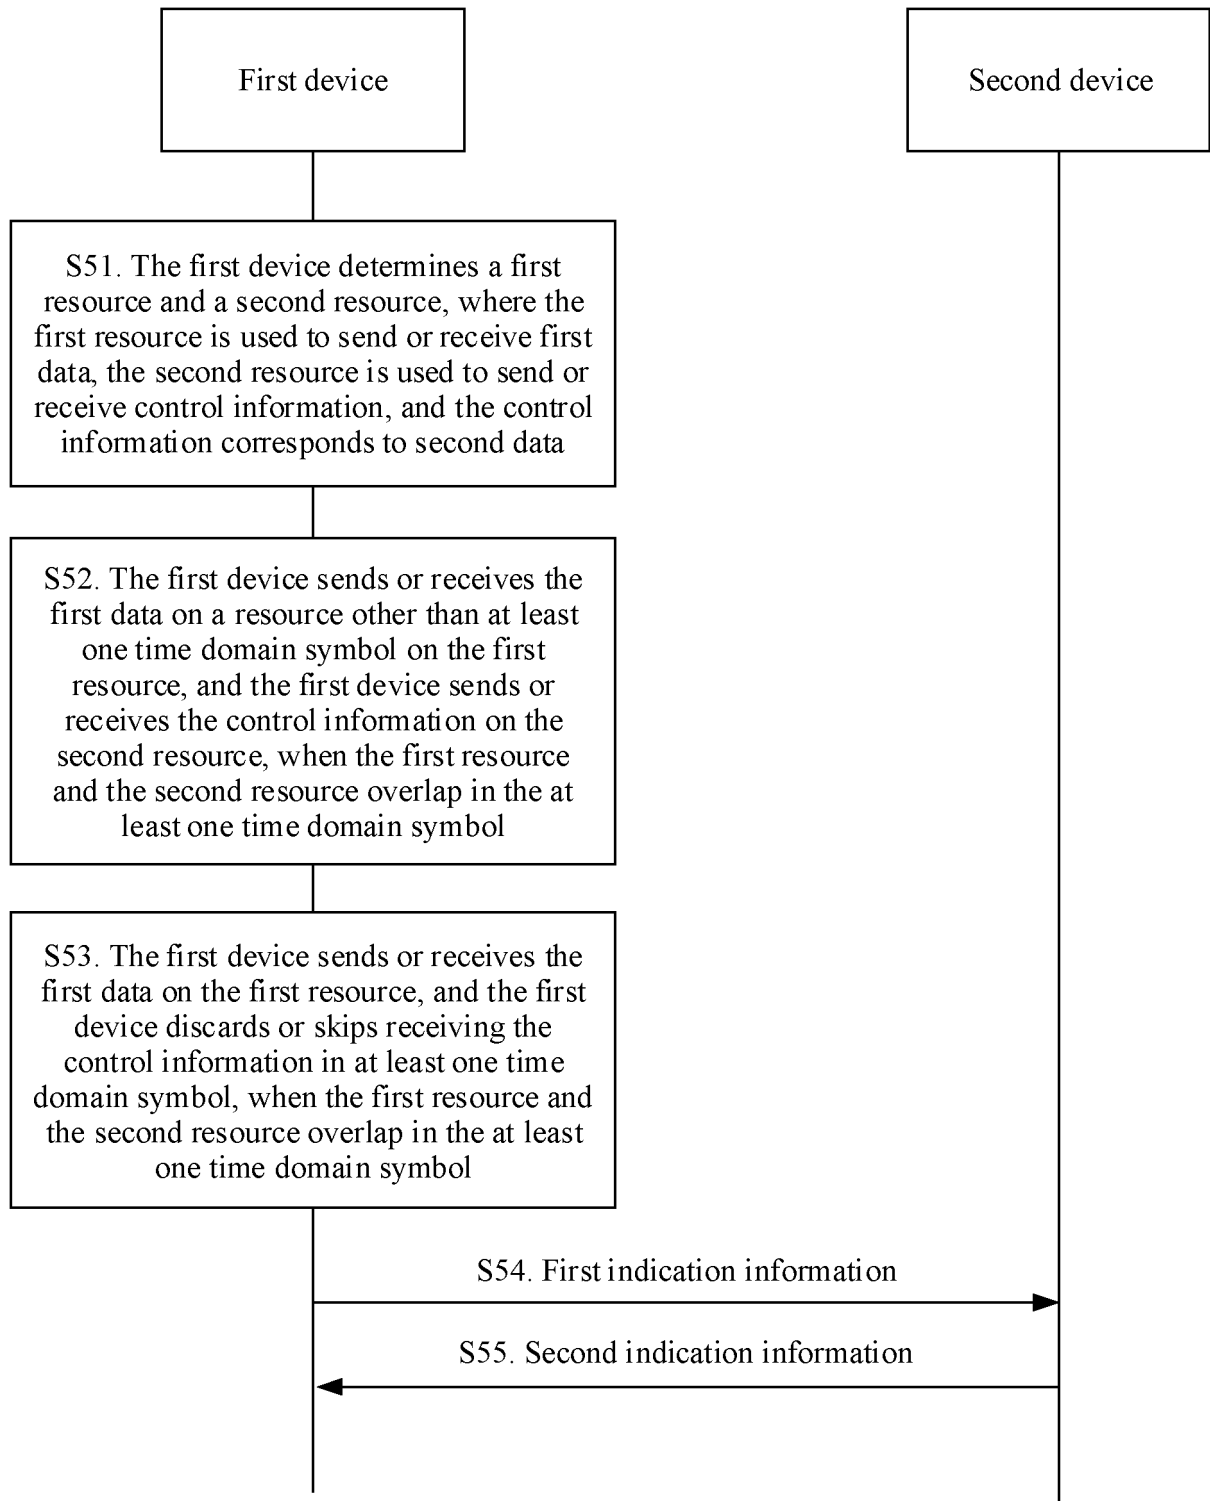 First device
Second device
S51. The first device determines a first
resource and a second resource, where the
first resource is used to send or receive first
data, the second resource is used to send or
receive control information, and the control
information corresponds to second data
S52. The first device sends or receives the
first data on a resource other than at least
one time domain symbol on the first
resource, and the first device sends or
receives the control information on the
second resource, when the first resource
and the second resource overlap in the at
least one time domain symbol
S53. The first device sends or receives the
first data on the first resource, and the first
device discards or skips receiving the
control information in at least one time
domain symbol, when the first resource and
the second resource overlap in the at least
one time domain symbol
S54. First indication information
S55. Second indication information